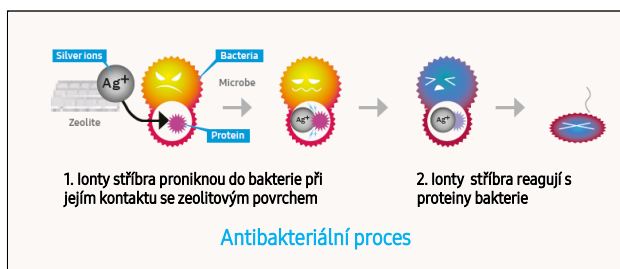 Silver ions
Ag+
Bacteria
Microbe
Zeolite
Protein
Ag+
Ag+
1. Ionty stříbra proniknou do bakterie při
jejím kontaktu se zeolitovým povrchem
2. Ionty stříbra reagují s
proteiny bakterie
Antibakteriální proces